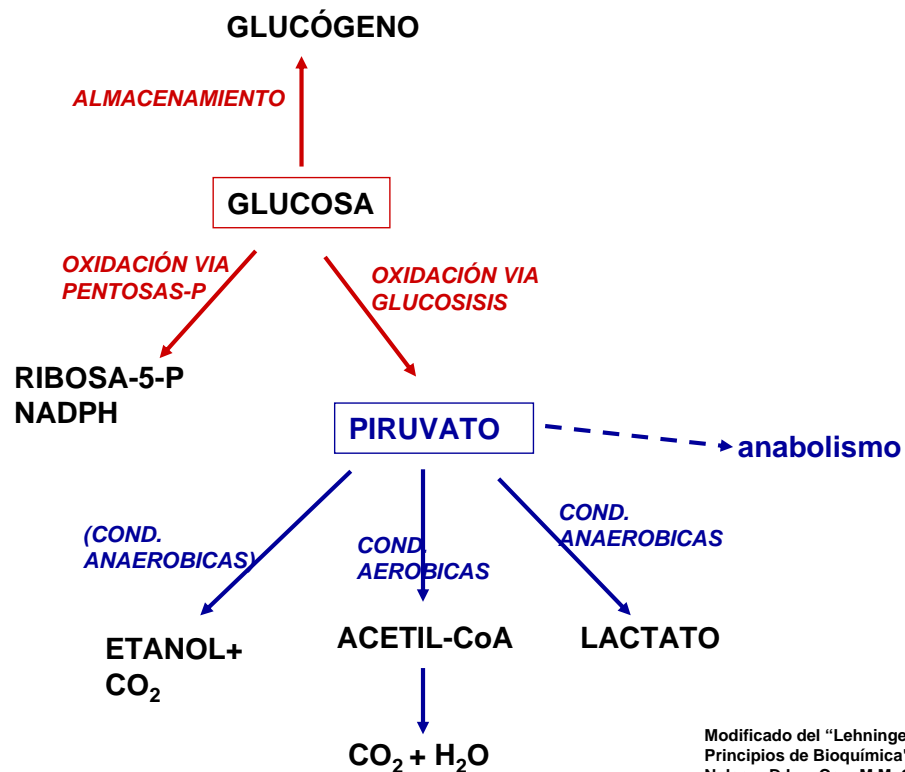 GLUCÓGENO
ALMACENAMIENTO
GLUCOSA
OXIDACIÓN VIA
PENTOSAS-P
OXIDACIÓN VIA
GLUCOSISIS
RIBOSA-5-P
NADPH
PIRUVATO
anabolismo
(COND.
ANAEROBICAS)
COND.
AEROBICAS
COND.
ANAEROBICAS
ETANOL+
CO₂
ACETIL-CoA
LACTATO
CO₂ + H₂O
Modificado del “Lehninge
Principios de Bioquímica”